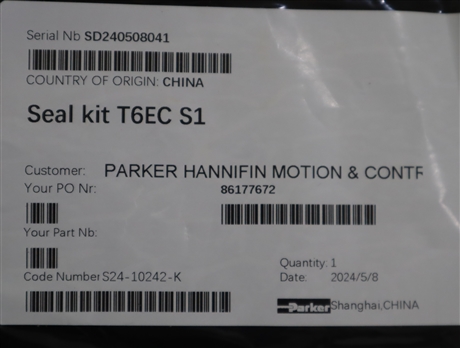 Serial Nb SD240508041
COUNTRY OF ORIGIN: CHINA
Seal kit T6EC S1
Customer: PARKER HANNIFIN MOTION & CONTR
Your PO Nr: 86177672
Your Part Nb:
Code Number S24-10242-K
Quantity: 1
Date: 2024/5/8
Parker Shanghai,CHINA